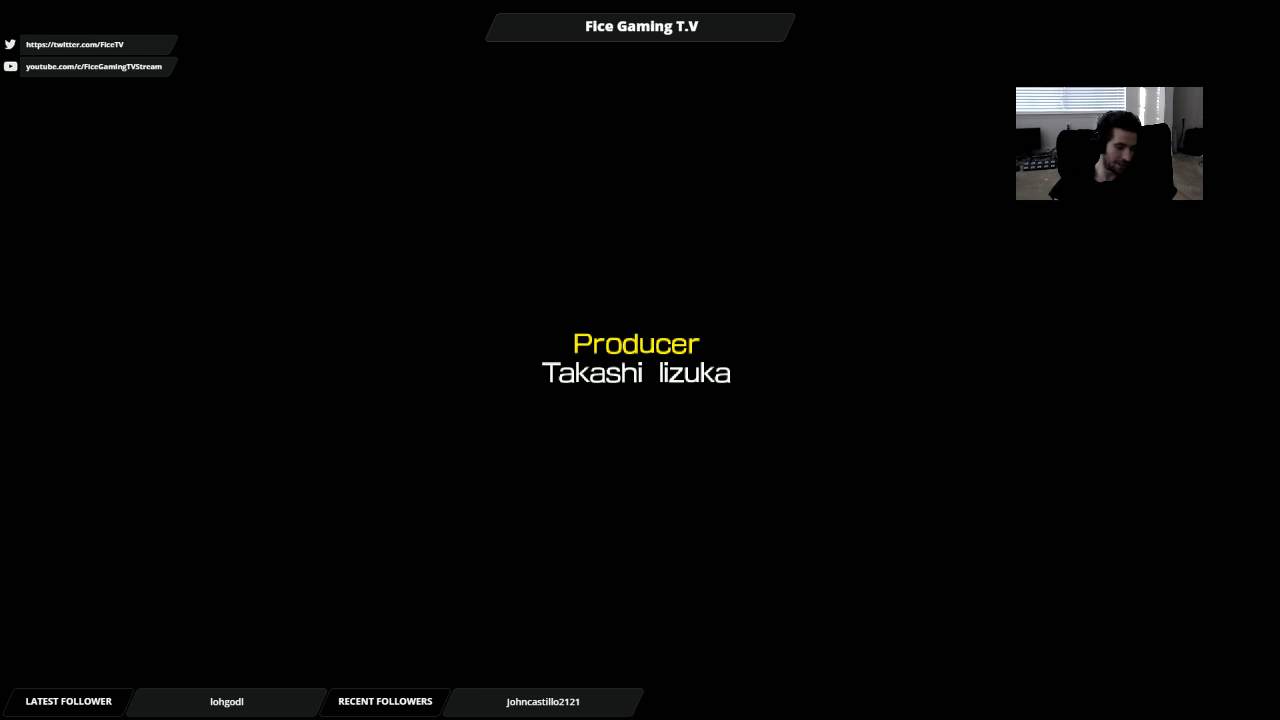 Fice Gaming T.V
https://twitter.com/FiceTV
youtube.com/c/FiceGamingTVStream
Producer
Takashi Iizuka
LATEST FOLLOWER
lohgodl
RECENT FOLLOWERS
Johncastillo2121